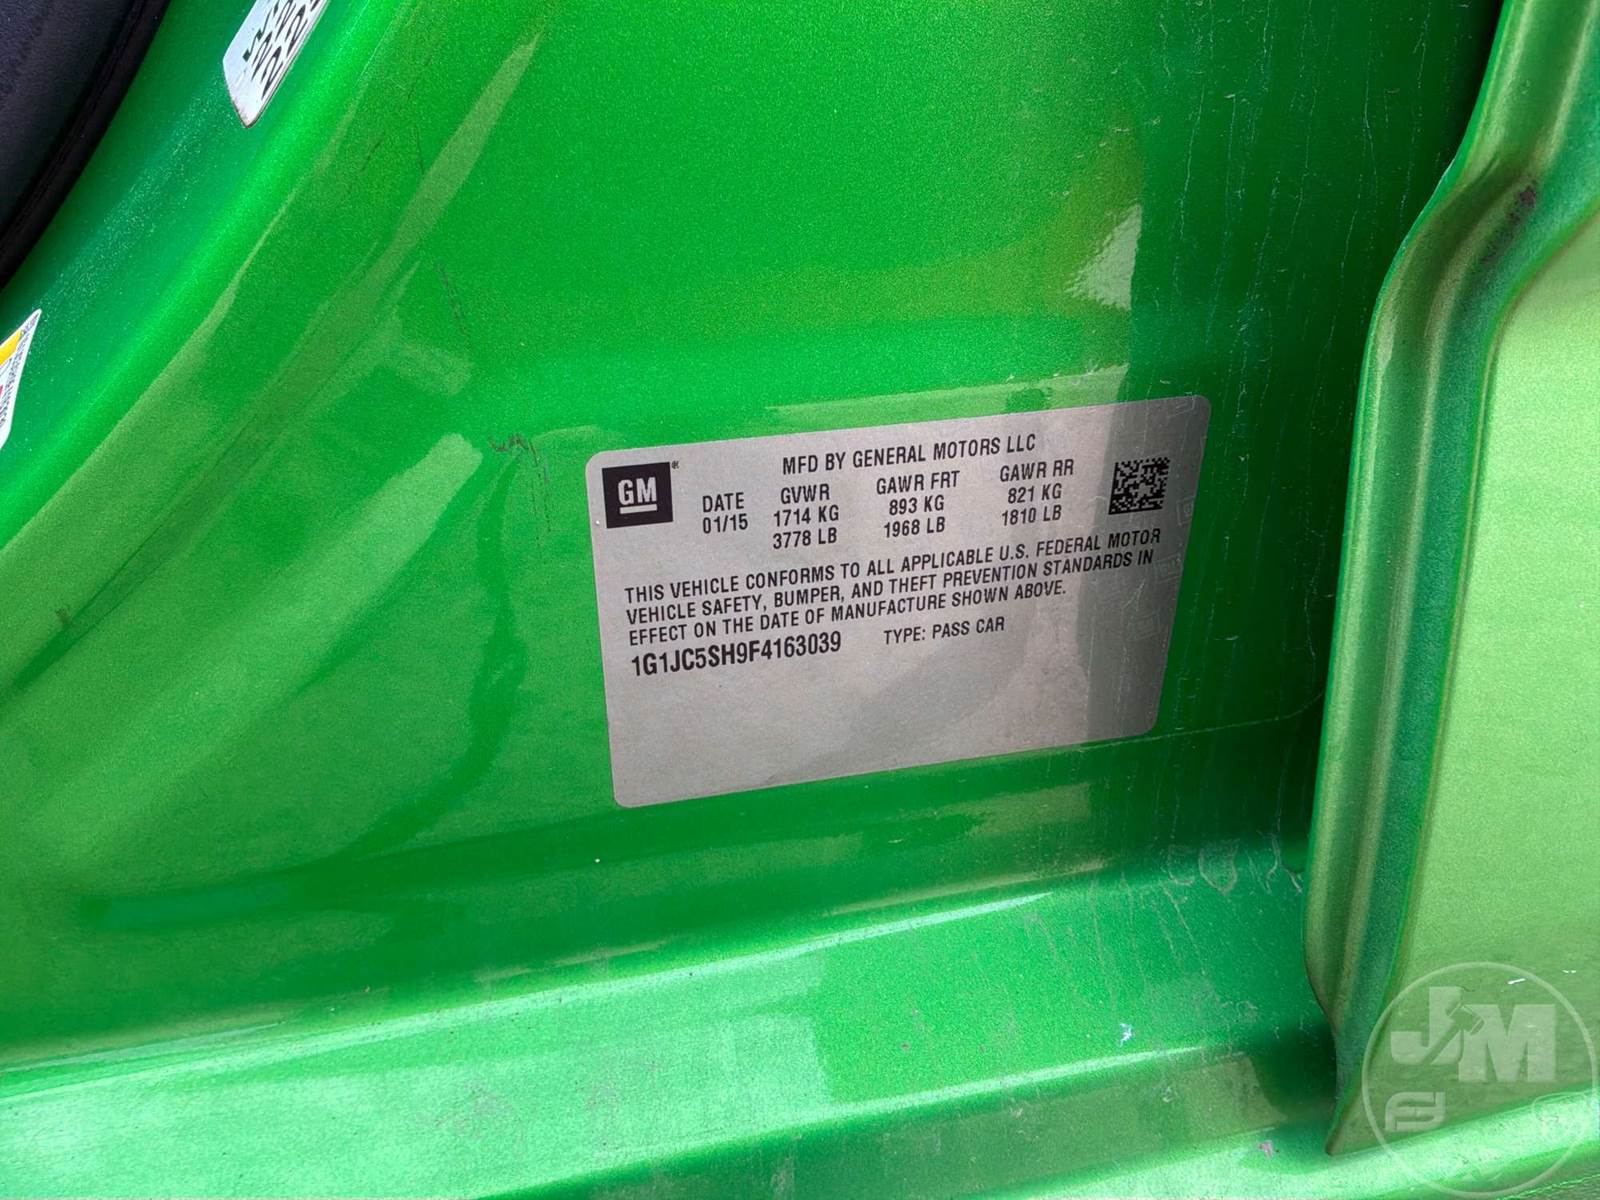 MFD BY GENERAL MOTORS LLC
GM
DATE
01/15
GVWR
1714 KG
3778 LB
GAWR FRT
893 KG
1968 LB
GAWR RR
821 KG
1810 LB
THIS VEHICLE CONFORMS TO ALL APPLICABLE U.S. FEDERAL MOTOR
VEHICLE SAFETY, BUMPER, AND THEFT PREVENTION STANDARDS IN
EFFECT ON THE DATE OF MANUFACTURE SHOWN ABOVE.
1G1JC5SH9F4163039 TYPE: PASS CAR
JM